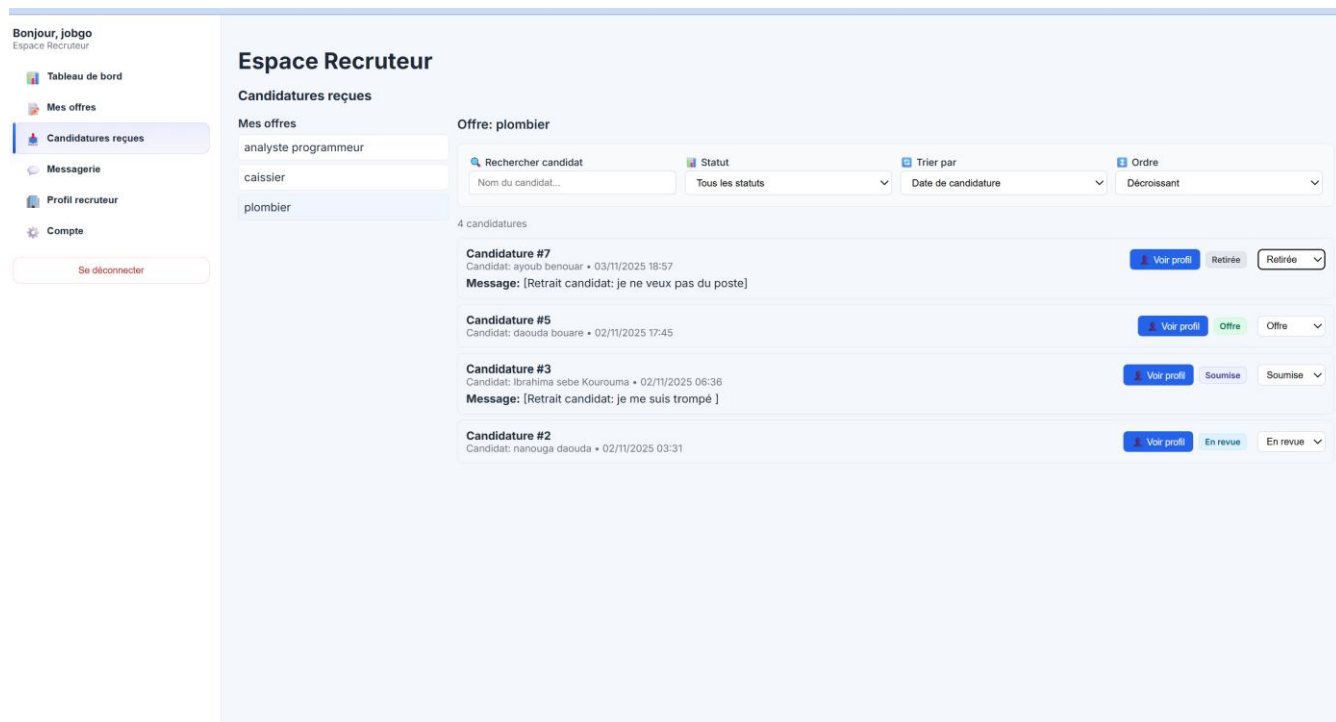 Bonjour, jobgo
Espace Recruteur
Tableau de bord
Mes offres
Candidatures reçues
Messagerie
Profil recruteur
Compte
Se déconnecter
Espace Recruteur
Candidatures reçues
Mes offres
analyste programmeur
caissier
plombier
Offre: plombier
Rechercher candidat
Nom du candidat...
Statut
Tous les statuts
Trier par
Date de candidature
Ordre
Décroissant
4 candidatures
Candidature #7
Candidat: ayoub benouar • 03/11/2025 18:57
Message: [Retrait candidat: je ne veux pas du poste]
Voir profil Retirée Retirée
Candidature #5
Candidat: daouda bouare • 02/11/2025 17:45
Voir profil Offre Offre
Candidature #3
Candidat: Ibrahima sebe Kourouma • 02/11/2025 06:36
Message: [Retrait candidat: je me suis trompé ]
Voir profil Soumise Soumise
Candidature #2
Candidat: nanouga daouda • 02/11/2025 03:31
Voir profil En revue En revue